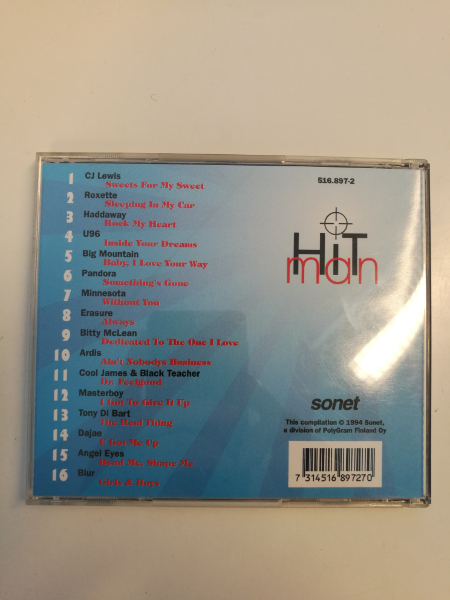 516.897-2
HiT
man
1 CJ Lewis
Sweets For My Sweet
2 Roxette
Sleeping In My Car
3 Haddaway
Rock My Heart
4 U96
Inside Your Dreams
5 Big Mountain
Baby, I Love Your Way
6 Pandora
Something's Gone
7 Minnesota
Without You
8 Erasure
Always
9 Bitty McLean
Dedicated To The One I Love
10 Ardis
Ain't Nobodys Business
11 Cool James & Black Teacher
Dr. Feelgood
12 Masterboy
I Got To Give It Up
13 Tony Di Bart
The Real Thing
14 Dajae
U Got Me Up
15 Angel Eyes
Bend Me, Shape Me
16 Blur
Girls & Boys
sonet
This compilation © 1994 Sonet,
a division of PolyGram Finland Oy
7 314516 897270